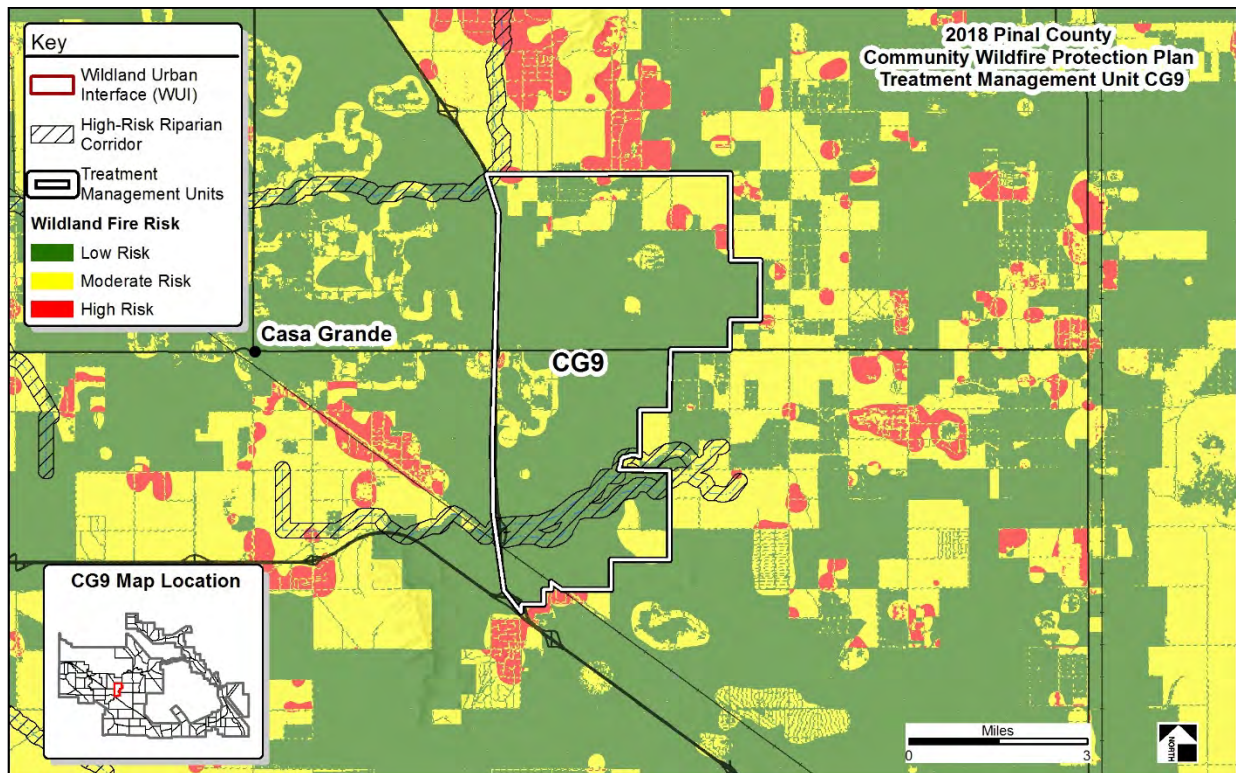 2018 Pinal County
Community Wildfire Protection Plan
Treatment Management Unit CG9
Key
Wildland Urban
Interface (WUI)
High-Risk Riparian
Corridor
Treatment
Management Units
Wildland Fire Risk
Low Risk
Moderate Risk
High Risk
Casa Grande
CG9
CG9 Map Location
Miles
0
3
NORTH